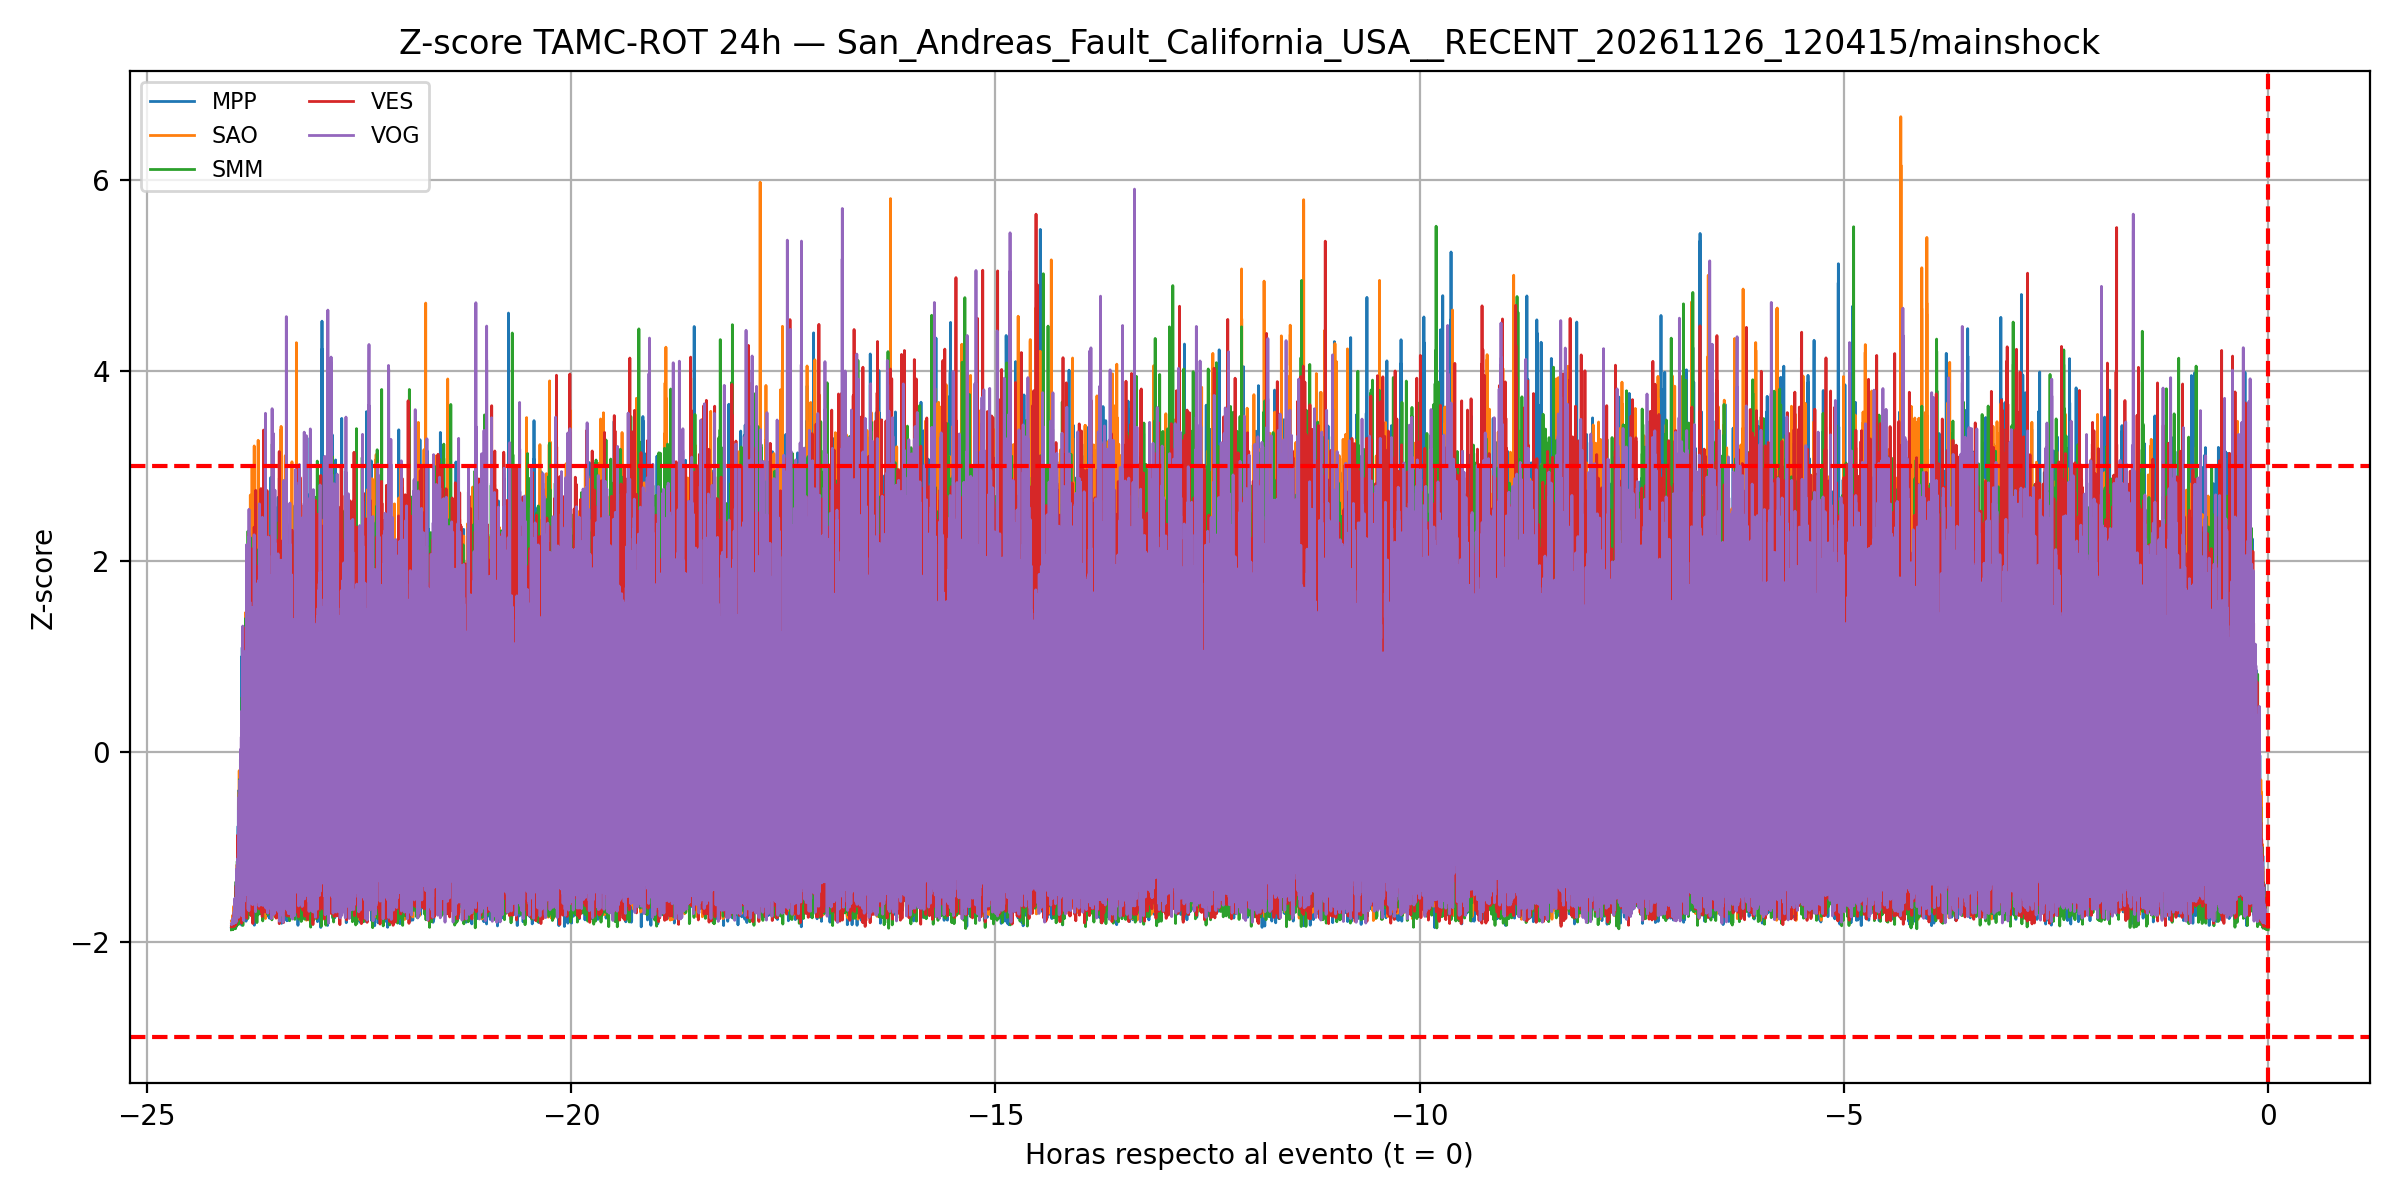 Z-score TAMC-ROT 24h — San_Andreas_Fault_California_USA__RECENT_20261126_120415/mainshock
MPP VES
SAO VOG
SMM
6
4
2
0
−2
Z-score
−25 −20 −15 −10 −5 0
Horas respecto al evento (t = 0)